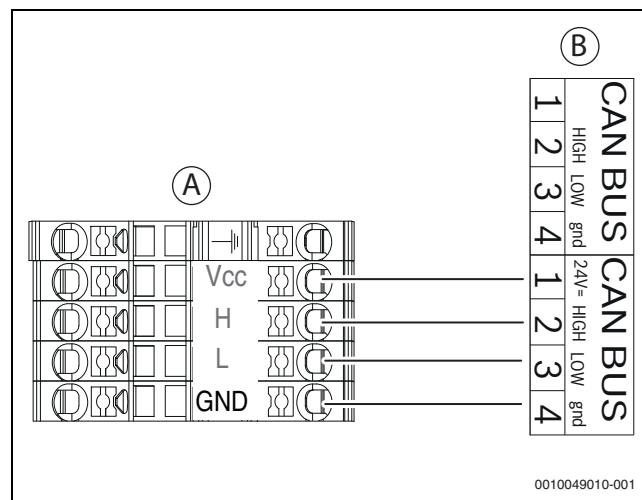 A
B
Vcc
H
L
GND
CAN BUS
1
2 HIGH
3 LOW
4 gnd
CAN BUS
1 24V=
2 HIGH
3 LOW
4 gnd
0010049010-001